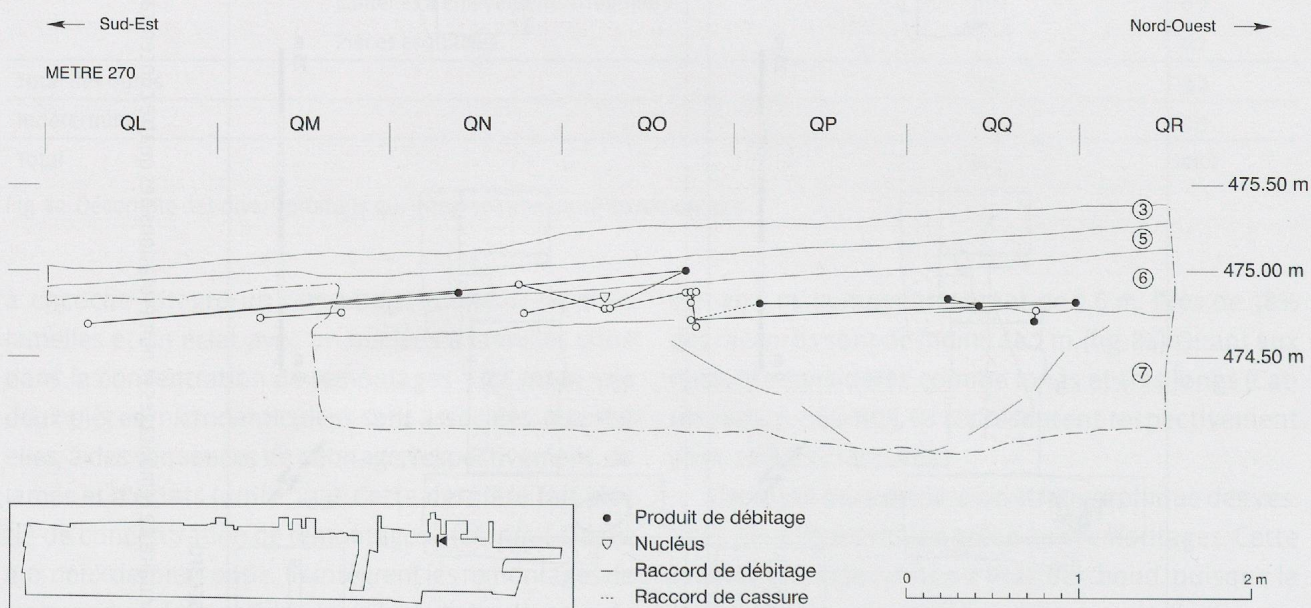 Sud-Est
Nord-Ouest
METRE 270
QL QM QN QO QP QQ QR
475.50 m
3
5
475.00 m
6
474.50 m
7
Produit de débitage
Nucléus
Raccord de débitage
Raccord de cassure
0 2 m